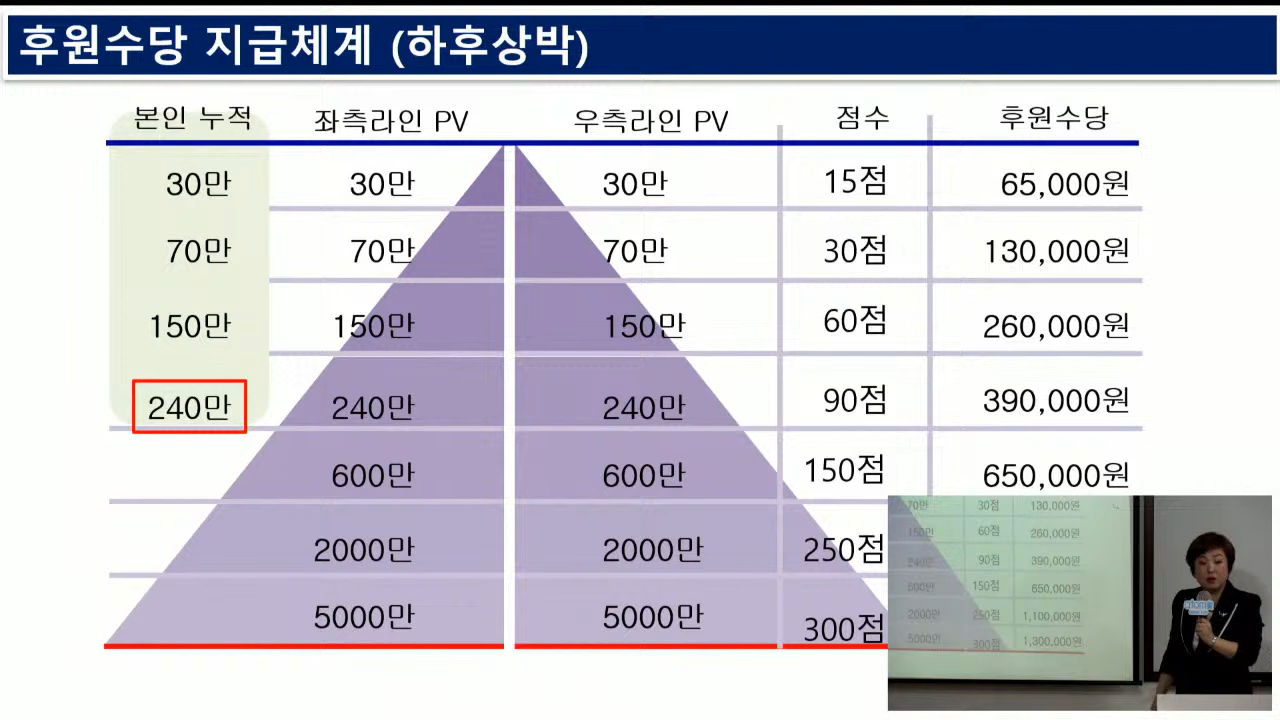 후원수당 지급체계 (하후상박)
본인 누적 좌측라인 PV 우측라인 PV 점수 후원수당
30만 30만 30만 15점 65,000원
70만 70만 70만 30점 130,000원
150만 150만 150만 60점 260,000원
240만 240만 240만 90점 390,000원
600만 600만 150점 650,000원
2000만 2000만 250점
5000만 5000만 300점
70만 30점 130,000원
150만 60점 260,000원
240만 90점 390,000원
600만 150점 650,000원
2000만 250점 1,100,000원
5000만 300점 1,300,000원